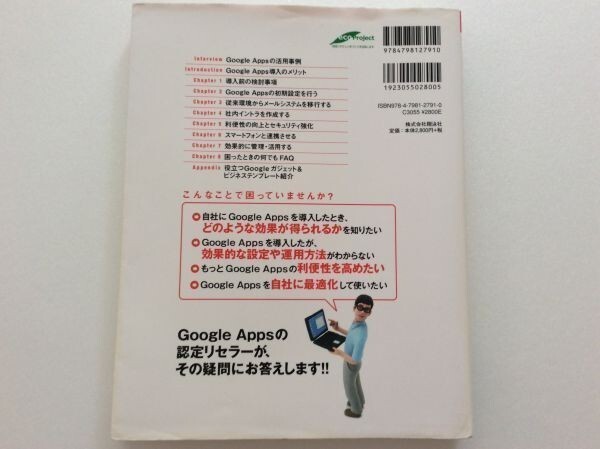 eco Project
9784798127910
1923055028005
ISBN978-4-7981-2791-0
C3055 ¥2800E
株式会社翔泳社
定価：本体2,800円＋税
Interview Google Appsの活用事例
Introduction Google Apps導入のメリット
Chapter 1 導入前の検討事項
Chapter 2 Google Appsの初期設定を行う
Chapter 3 従来環境からメールシステムを移行する
Chapter 4 社内イントラを作成する
Chapter 5 利便性の向上とセキュリティ強化
Chapter 6 スマートフォンと連携させる
Chapter 7 効果的に管理・活用する
Chapter 8 困ったときの何でもFAQ
Appendix 役立つGoogleガジェット＆
ビジネステンプレート紹介
こんなことで困っていませんか？
自社にGoogle Appsを導入したとき、
どのような効果が得られるかを知りたい
Google Appsを導入したが、
効果的な設定や運用方法がわからない
もっとGoogle Appsの利便性を高めたい
Google Appsを自社に最適化して使いたい
Google Appsの
認定リセラーが、
その疑問にお答えします!!